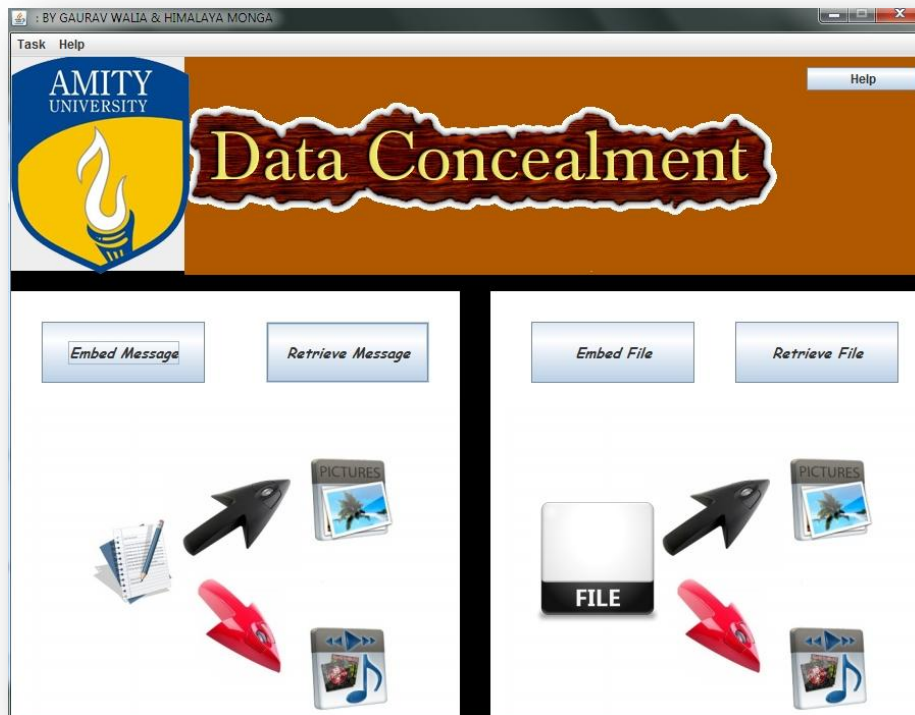 : BY GAURAV WALIA & HIMALAYA MONGA
Task Help
AMITY
UNIVERSITY
Help
Data Concealment
Embed Message
Retrieve Message
Embed File
Retrieve File
PICTURES
PICTURES
FILE